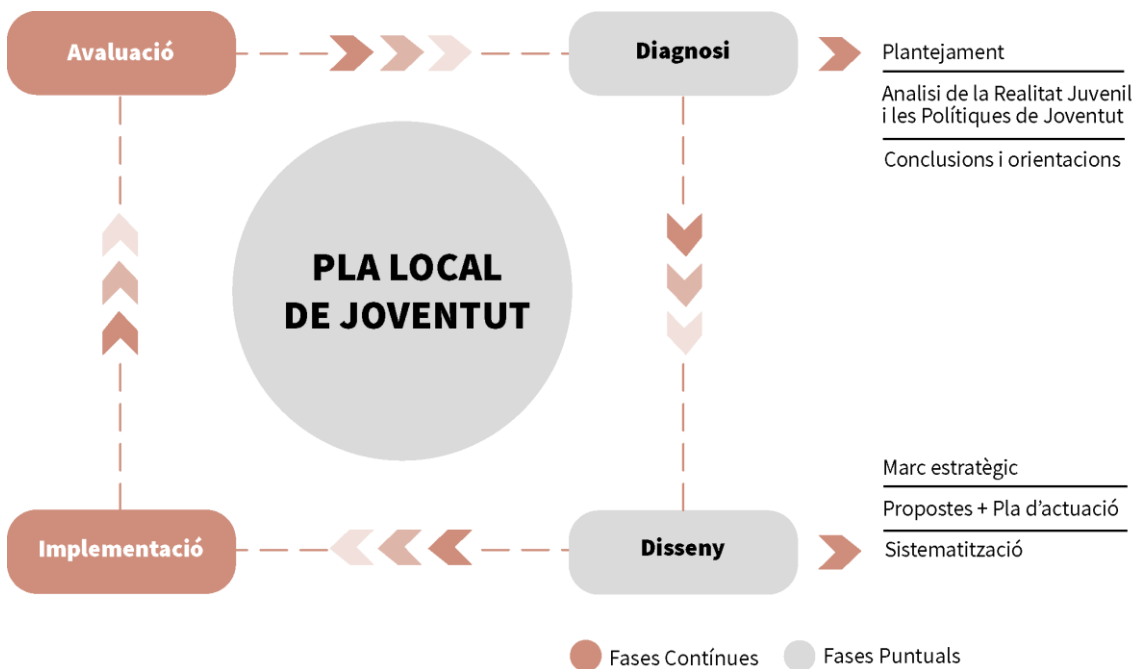 Avaluació
Diagnosi
Plantejament
Analisi de la Realitat Juvenil
i les Polítiques de Joventut
Conclusions i orientacions
PLA LOCAL
DE JOVENTUT
Implementació
Disseny
Marc estratègic
Propostes + Pla d'actuació
Sistematització
Fases Contínues
Fases Puntuals